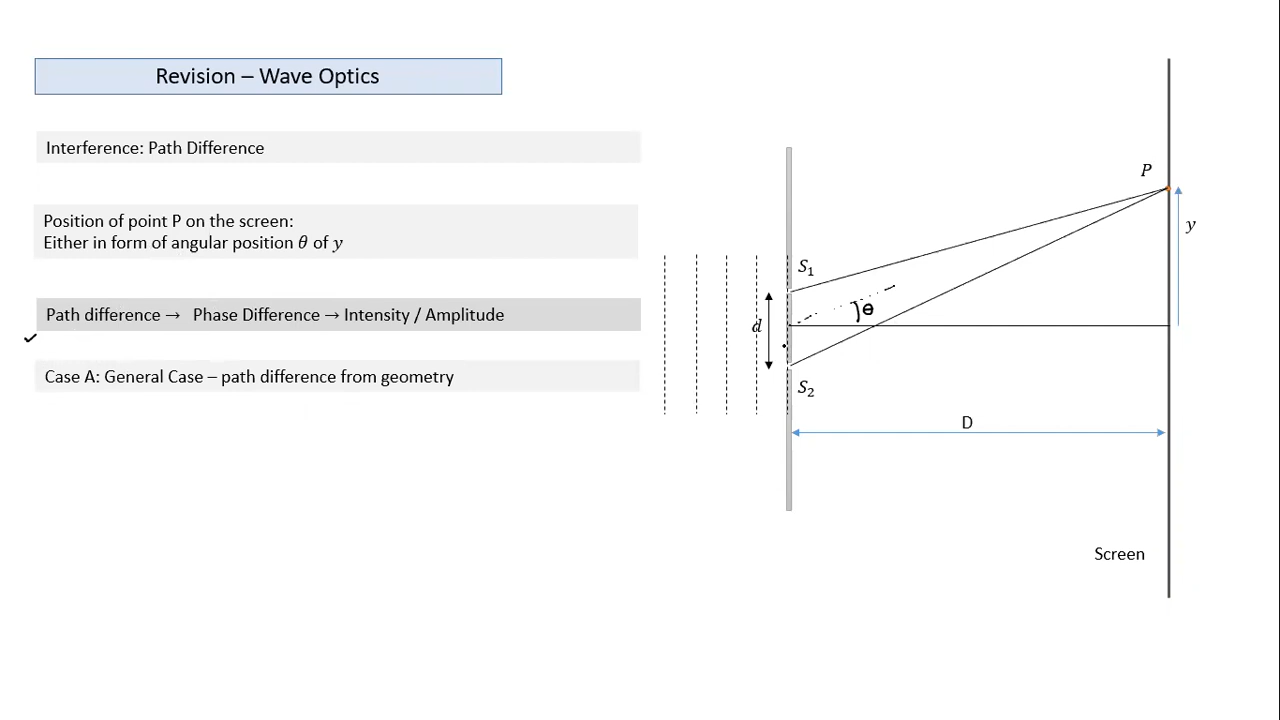 Revision – Wave Optics
Interference: Path Difference
Position of point P on the screen:
Either in form of angular position θ of y
Path difference → Phase Difference → Intensity / Amplitude
Case A: General Case – path difference from geometry
P
y
S₁
θ
d
S₂
D
Screen